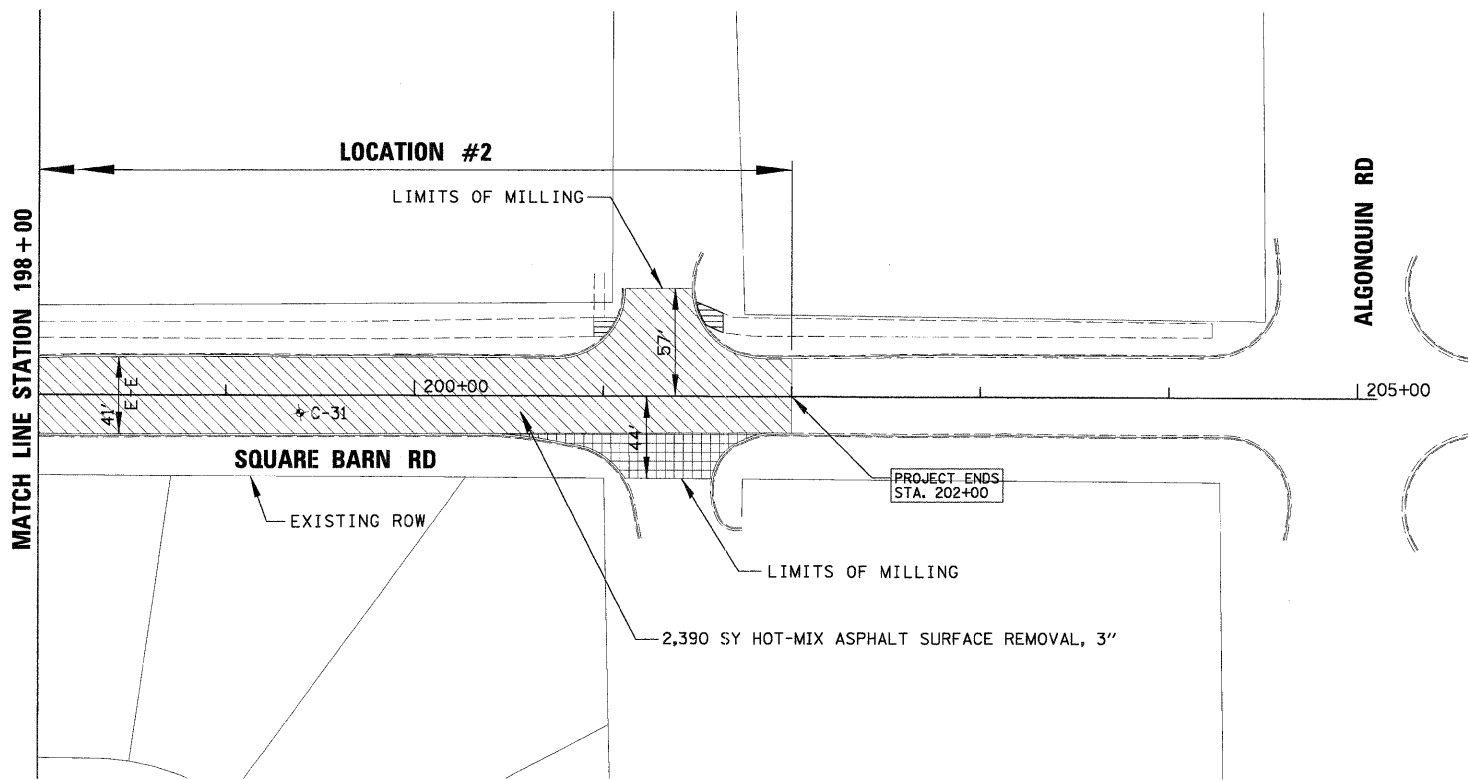 LOCATION #2
LIMITS OF MILLING
MATCH LINE STATION 198+00
ALGONQUIN RD
57'
200+00
205+00
41'
E-E
C-31
44'
SQUARE BARN RD
PROJECT ENDS
STA. 202+00
EXISTING ROW
LIMITS OF MILLING
2,390 SY HOT-MIX ASPHALT SURFACE REMOVAL, 3"